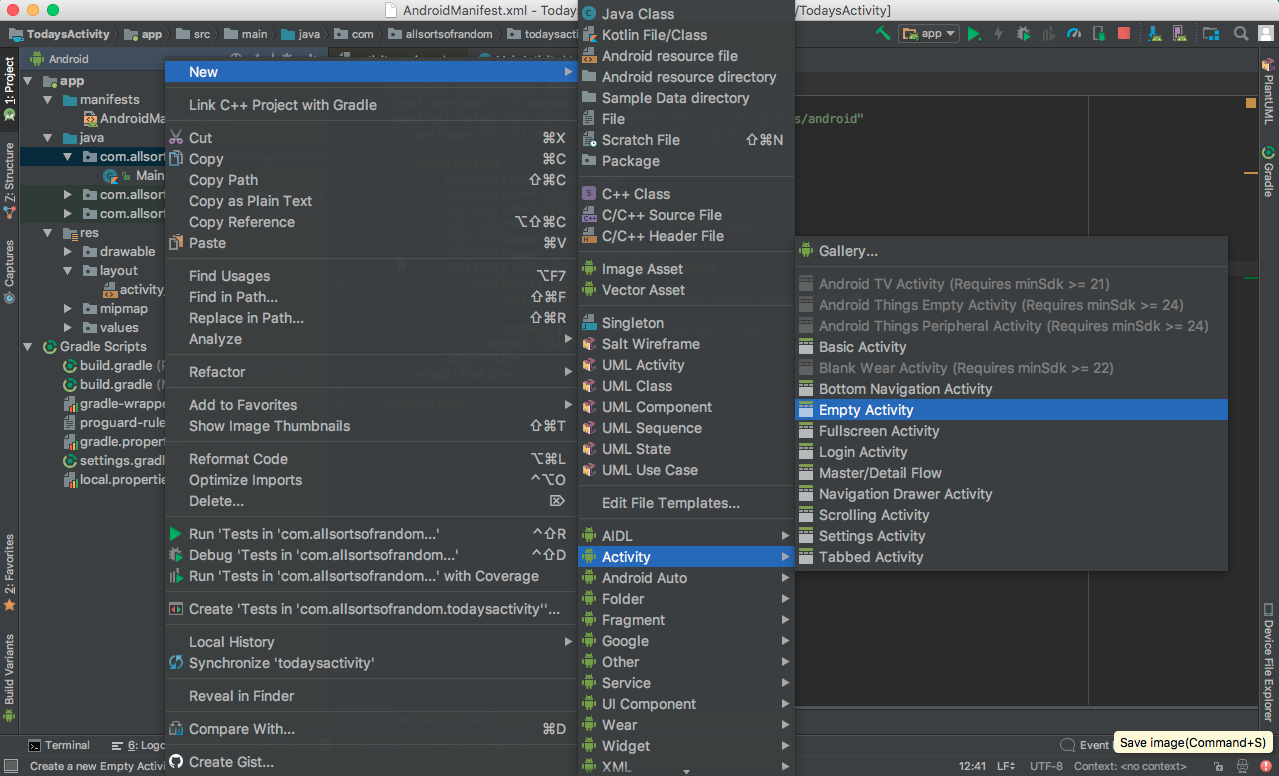 AndroidManifest.xml - Today
/TodaysActivity]
TodaysActivity
app
src
main
java
com
allsortsofrandom
todaysacti
app
1: Project
Z: Structure
Captures
2: Favorites
Build Variants
Android
app
manifests
AndroidMa
java
com.allsor
Main
com.allsor
com.allsor
res
drawable
layout
activity_
mipmap
values
Gradle Scripts
build.gradle (P
build.gradle (M
gradle-wrappe
proguard-rule
gradle.propert
settings.gradl
local.propertie
New
Link C++ Project with Gradle
Cut ⌘X
Copy ⌘C
Copy Path ⇧⌘C
Copy as Plain Text
Copy Reference ⌥⇧⌘C
Paste ⌘V
Find Usages ⌥F7
Find in Path... ⇧⌘F
Replace in Path... ⇧⌘R
Analyze
Refactor
Add to Favorites
Show Image Thumbnails ⇧⌘T
Reformat Code ⌥⌘L
Optimize Imports ^⌥O
Delete... ⌦
Run 'Tests in 'com.allsortsofrandom...' ^⇧R
Debug 'Tests in 'com.allsortsofrandom...' ^⇧D
Run 'Tests in 'com.allsortsofrandom...' with Coverage
Create 'Tests in 'com.allsortsofrandom.todaysactivity''...
Local History
Synchronize 'todaysactivity'
Reveal in Finder
Compare With... ⌘D
Create Gist...
Java Class
Kotlin File/Class
Android resource file
Android resource directory
Sample Data directory
File
Scratch File ⇧⌘N
Package
C++ Class
C/C++ Source File
C/C++ Header File
Image Asset
Vector Asset
Singleton
Salt Wireframe
UML Activity
UML Class
UML Component
UML Sequence
UML State
UML Use Case
Edit File Templates...
AIDL
Activity
Android Auto
Folder
Fragment
Google
Other
Service
UI Component
Wear
Widget
XML
Gallery...
Android TV Activity (Requires minSdk >= 21)
Android Things Empty Activity (Requires minSdk >= 24)
Android Things Peripheral Activity (Requires minSdk >= 24)
Basic Activity
Blank Wear Activity (Requires minSdk >= 22)
Bottom Navigation Activity
Empty Activity
Fullscreen Activity
Login Activity
Master/Detail Flow
Navigation Drawer Activity
Scrolling Activity
Settings Activity
Tabbed Activity
s/android"
PlantUML
Gradle
Device File Explorer
Terminal
6: Logc
Event
Save image(Command+S)
Create a new Empty Activi
12:41
LF
UTF-8
Context: <no context>